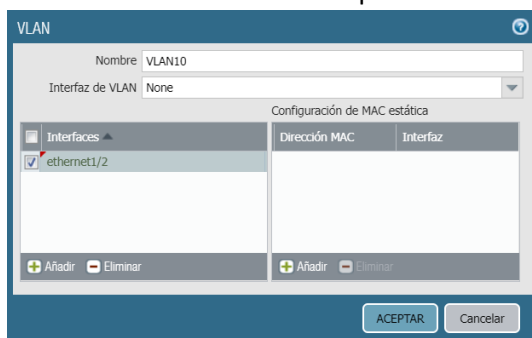 VLAN
Nombre VLAN10
Interfaz de VLAN None
Configuración de MAC estática
Interfaces Dirección MAC Interfaz
ethernet1/2
Añadir Eliminar Añadir Eliminar
ACEPTAR Cancelar